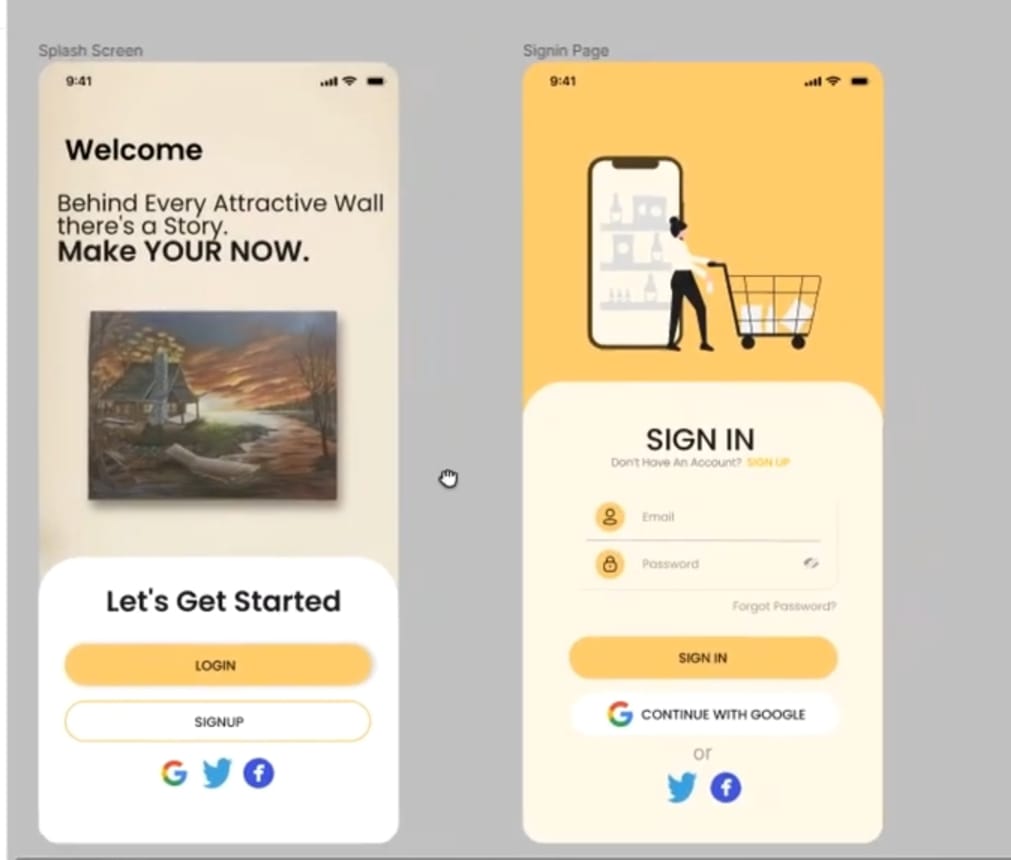 Splash Screen
9:41
Welcome
Behind Every Attractive Wall
there's a Story.
Make YOUR NOW.
Let's Get Started
LOGIN
SIGNUP
Signin Page
9:41
SIGN IN
Don't Have An Account? SIGN UP
Email
Password
Forgot Password?
SIGN IN
CONTINUE WITH GOOGLE
or